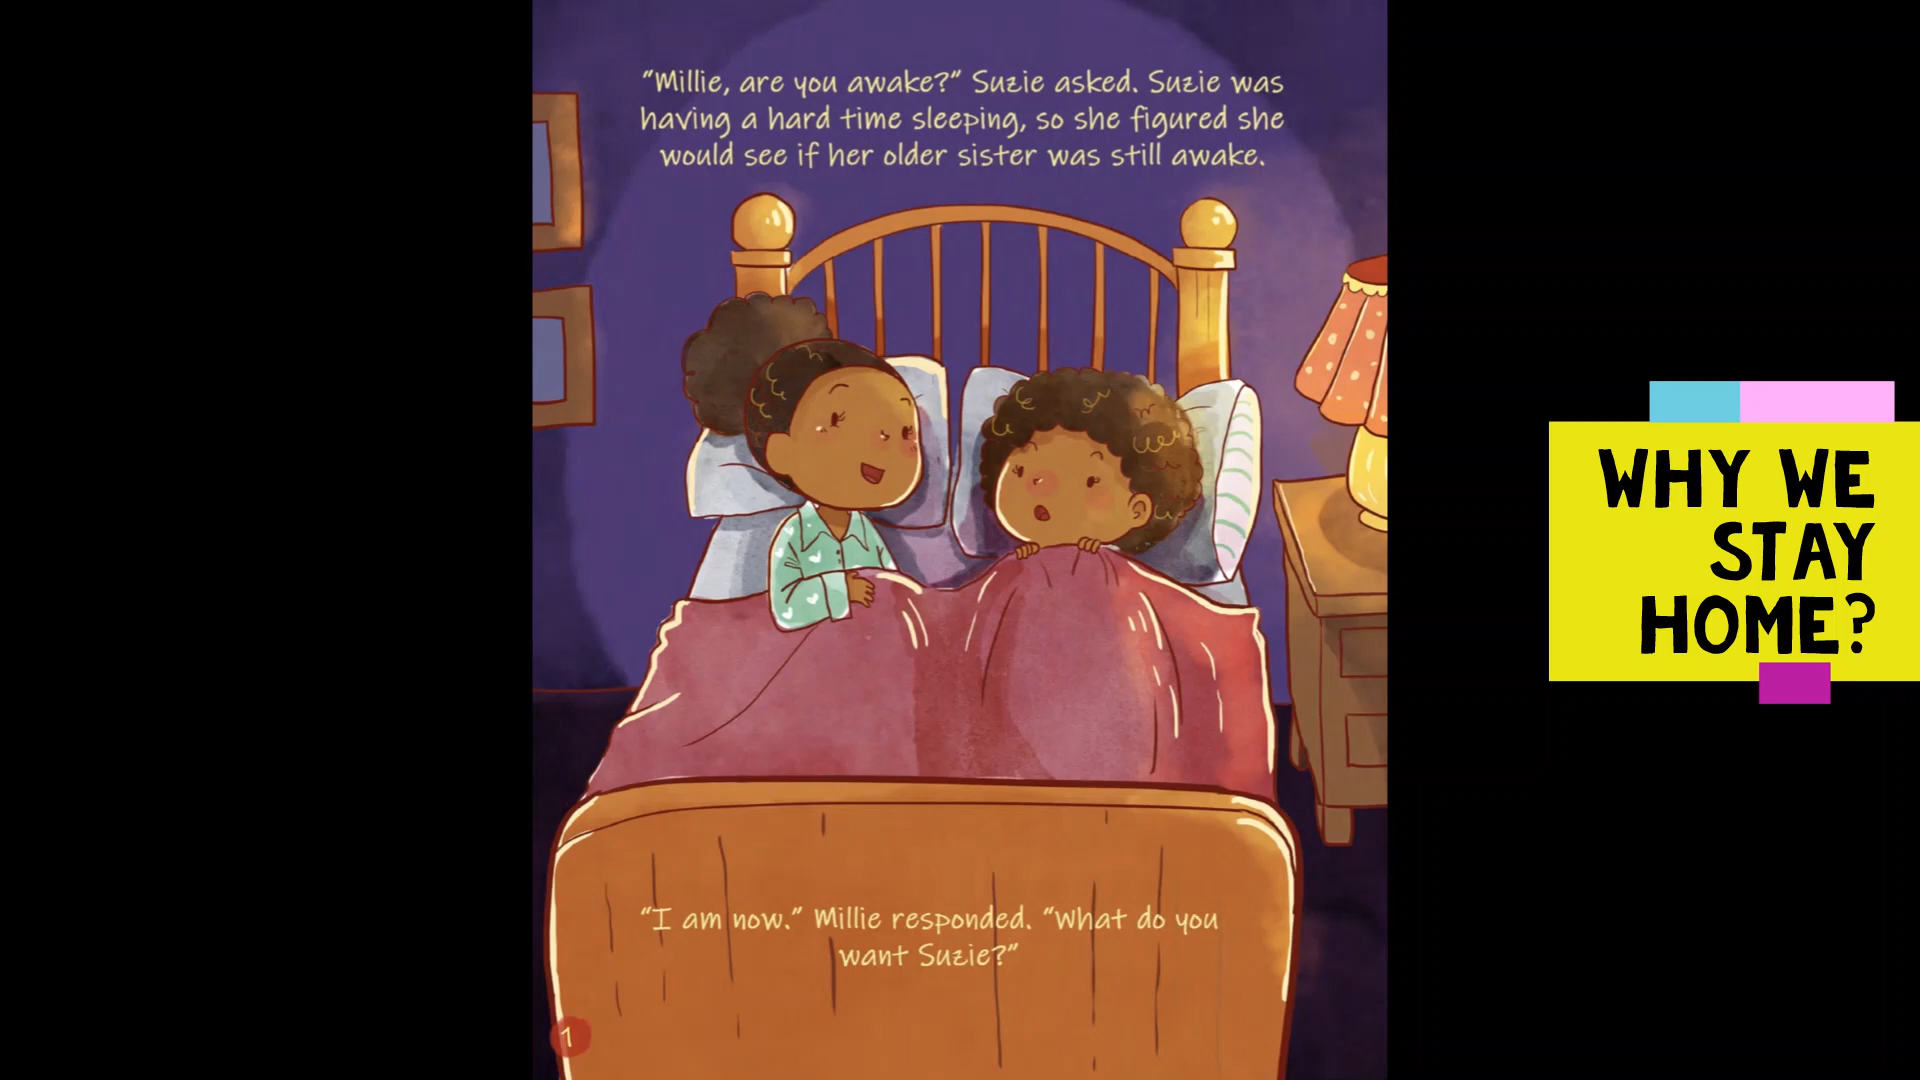 “Millie, are you awake?” Suzie asked. Suzie was
having a hard time sleeping, so she figured she
would see if her older sister was still awake.
“I am now.” Millie responded. “What do you
want Suzie?”
1
WHY WE
STAY
HOME?